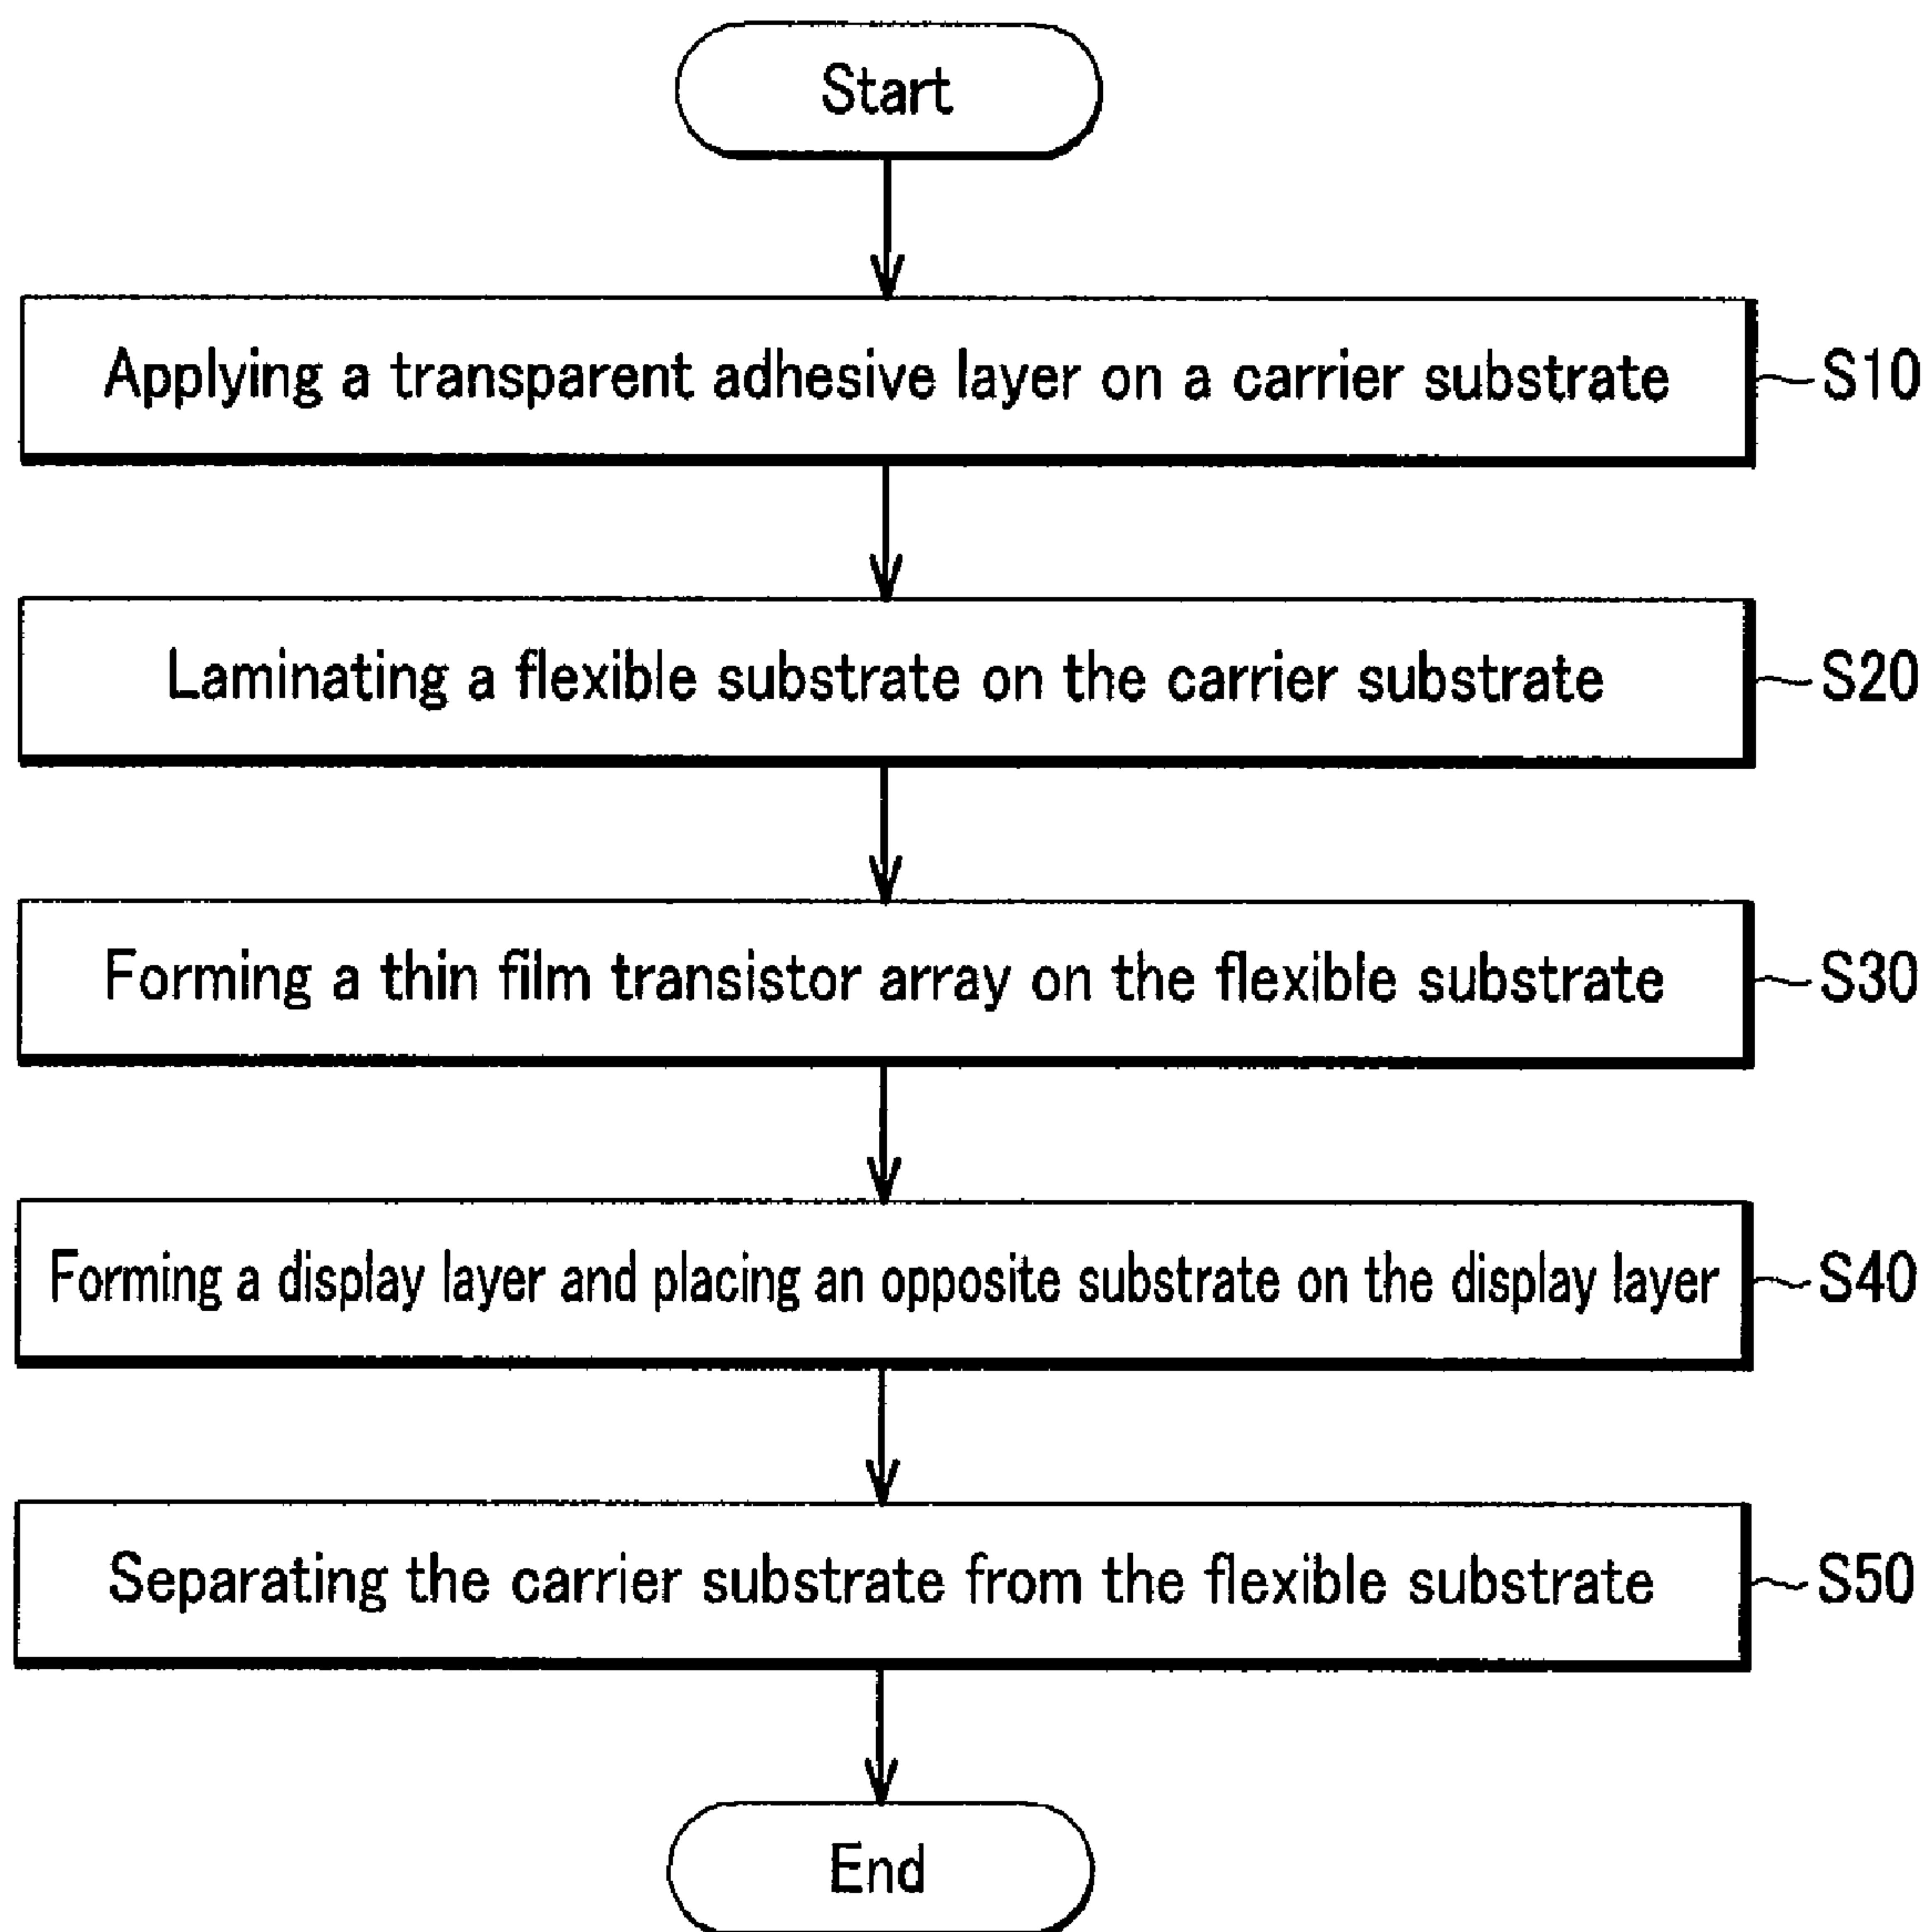 Start
Applying a transparent adhesive layer on a carrier substrate
S10
Laminating a flexible substrate on the carrier substrate
S20
Forming a thin film transistor array on the flexible substrate
S30
Forming a display layer and placing an opposite substrate on the display layer
S40
Separating the carrier substrate from the flexible substrate
S50
End